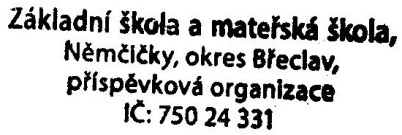 Základní škola a mateřská škola,
Němčičky, okres Břeclav,
příspěvková organizace
IČ: 750 24 331